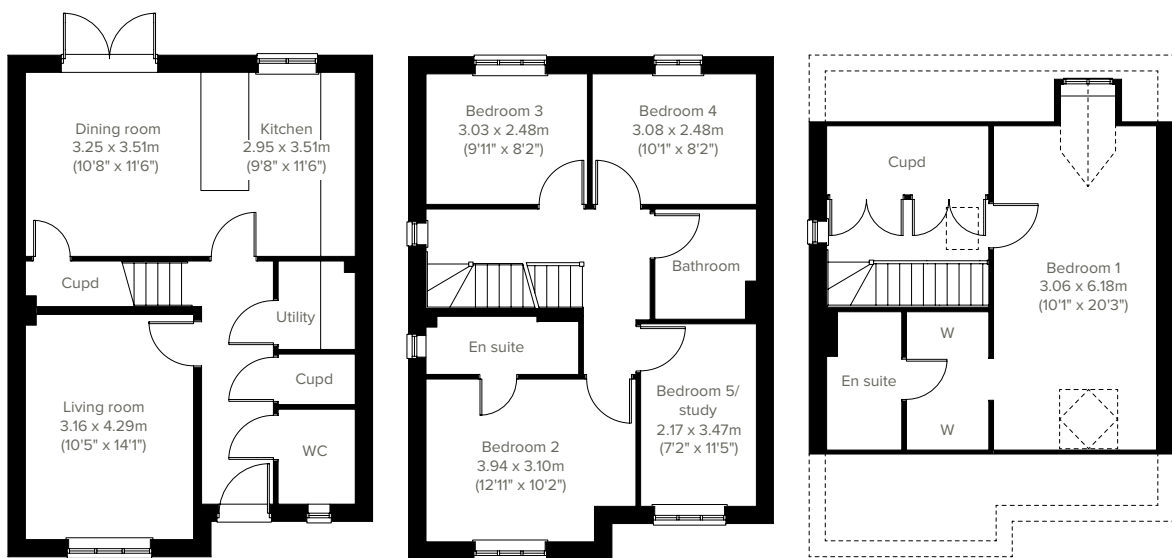 Dining room
3.25 x 3.51m
(10'8" x 11'6")
Kitchen
2.95 x 3.51m
(9'8" x 11'6")
Cupd
Utility
Cupd
Living room
3.16 x 4.29m
(10'5" x 14'1")
WC
Bedroom 3
3.03 x 2.48m
(9'11" x 8'2")
Bedroom 4
3.08 x 2.48m
(10'1" x 8'2")
Bathroom
En suite
Bedroom 5/
study
2.17 x 3.47m
(7'2" x 11'5")
Bedroom 2
3.94 x 3.10m
(12'11" x 10'2")
Cupd
Bedroom 1
3.06 x 6.18m
(10'1" x 20'3")
W
En suite
W